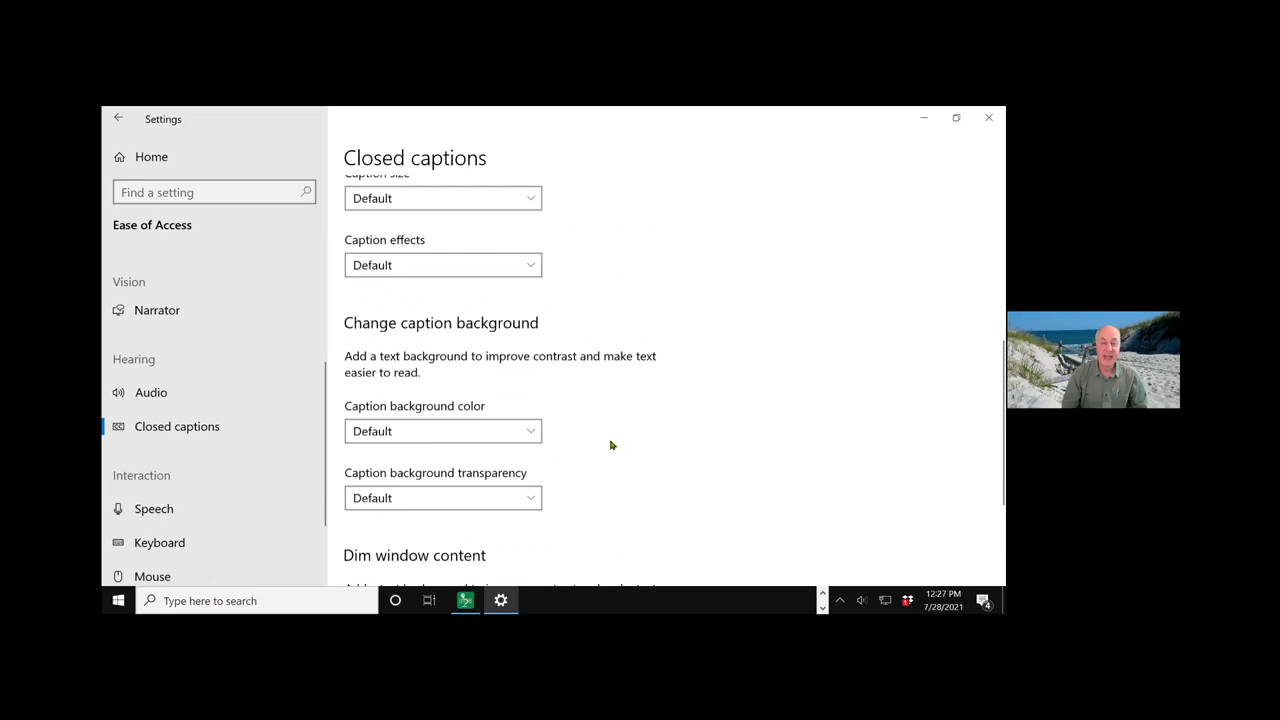 Settings
Home
Find a setting
Ease of Access
Vision
Narrator
Hearing
Audio
Closed captions
Interaction
Speech
Keyboard
Mouse
Closed captions
Caption size
Default
Caption effects
Default
Change caption background
Add a text background to improve contrast and make text
easier to read.
Caption background color
Default
Caption background transparency
Default
Dim window content
Type here to search
12:27 PM
7/28/2021
4